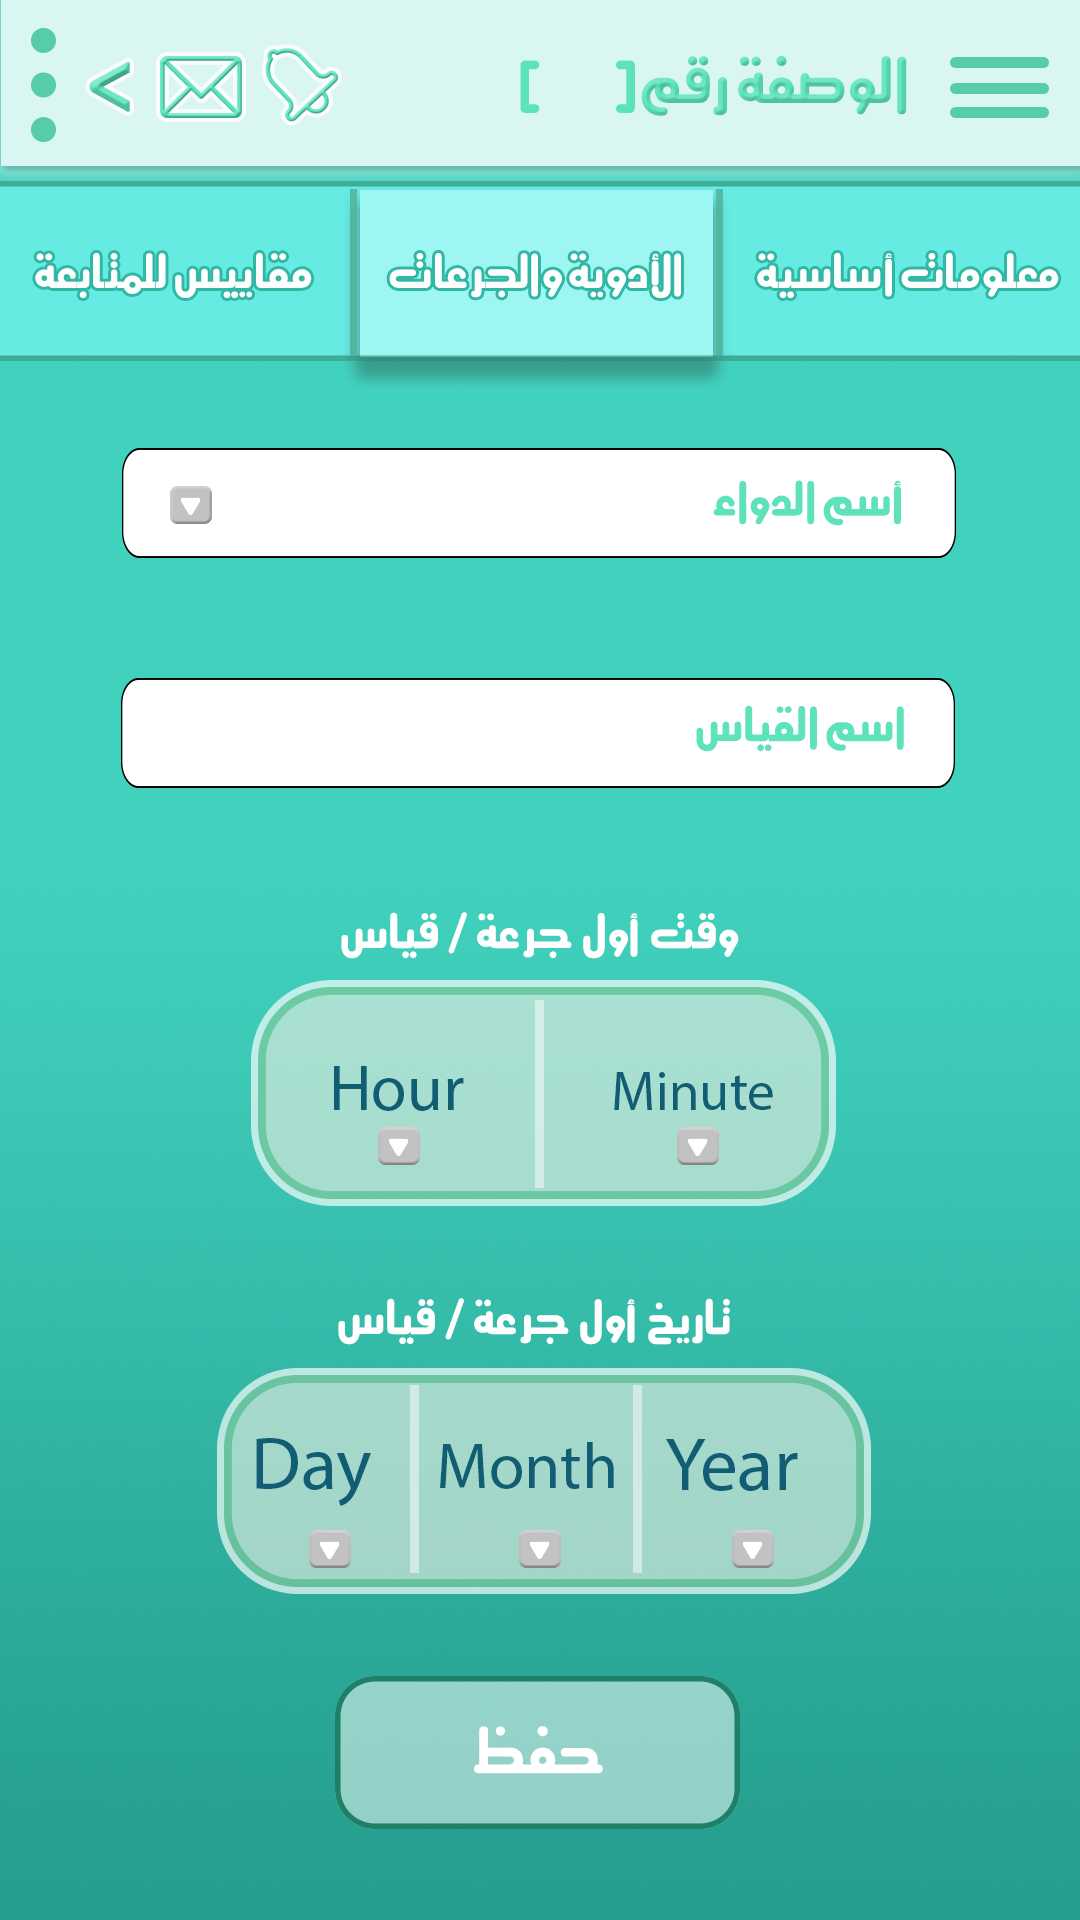 الوصفة رقم[ ]
معلومات أساسية
الأدوية والجرعات
مقاييس للمتابعة
أسم الدواء
اسم القياس
وقت أول جرعة / قياس
Hour Minute
تاريخ أول جرعة / قياس
Day Month Year
حفظ